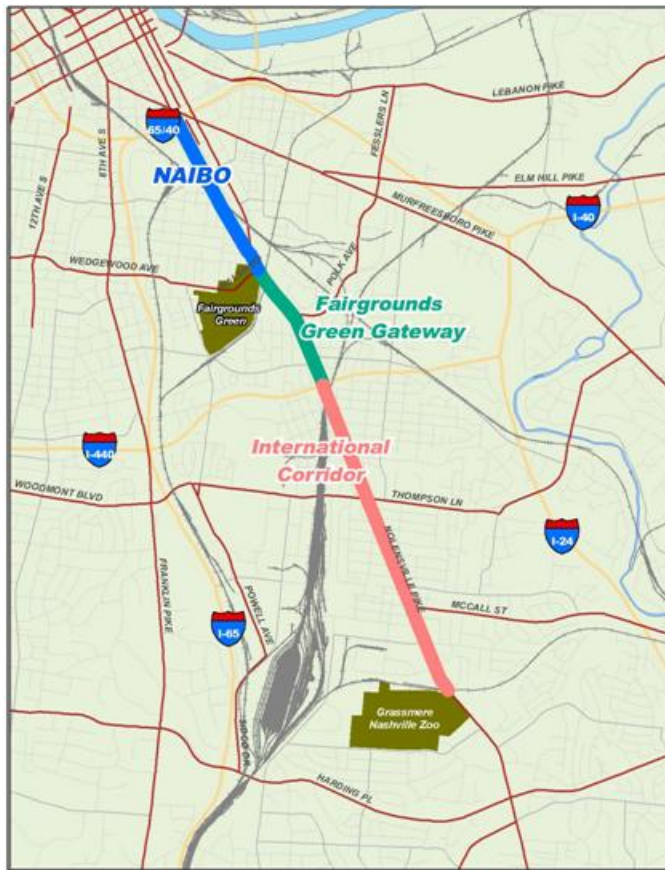 LEBANON PIKE
FESSLERS LN
65/40
8TH AVE S
12TH AVE S
NAIBO
ELM HILL PIKE
MURFREESBORO PIKE
I-40
WEDGEWOOD AVE
POLK AVE
Fairgrounds
Green
Fairgrounds
Green Gateway
I-440
International
Corridor
WOODMONT BLVD
THOMPSON LN
I-24
NOLENSVILLE PIKE
FRANKLIN PIKE
POWELL AVE
MCCALL ST
I-65
Grassmere
Nashville Zoo
SIDCO DR
HARDING PL